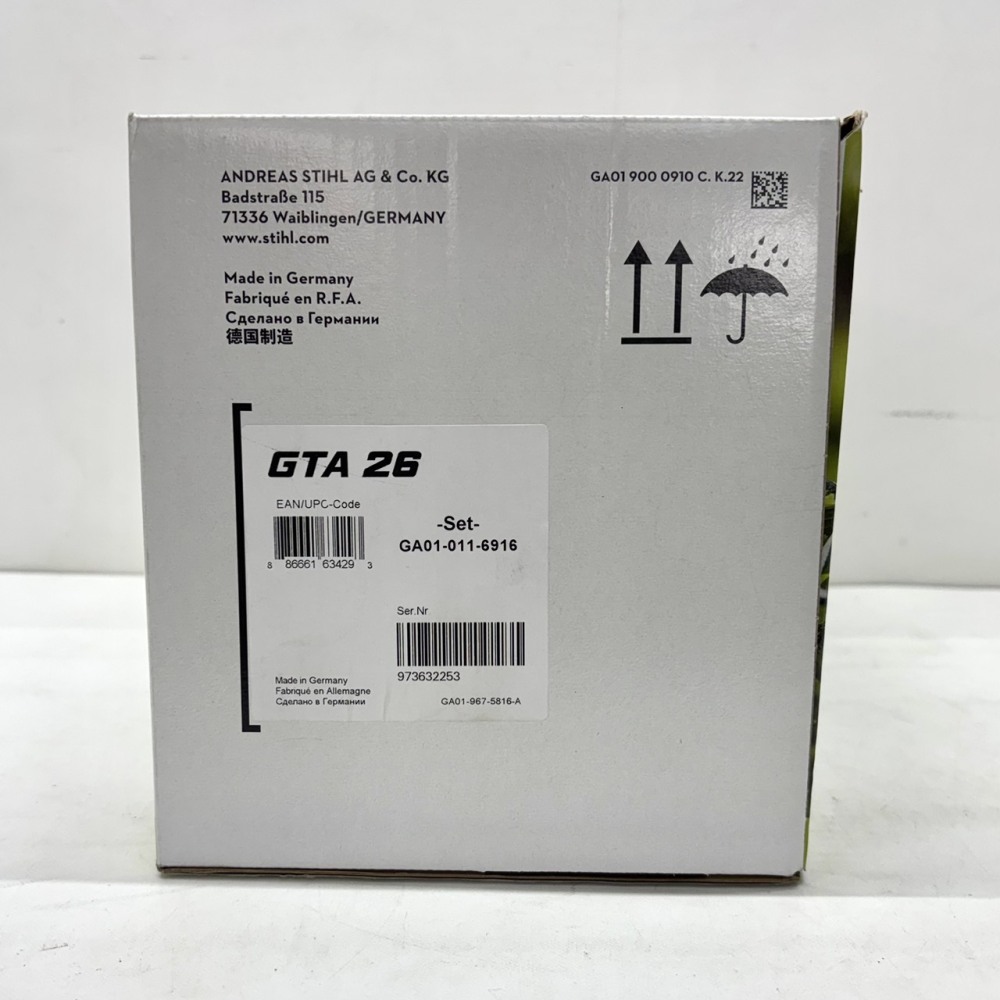 ANDREAS STIHL AG & Co. KG
Badstraße 115
71336 Waiblingen/GERMANY
www.stihl.com
Made in Germany
Fabriqué en R.F.A.
Сделано в Германии
德国制造
GA01 900 0910 C. K.22
GTA 26
EAN/UPC-Code
8 86661 63429 3
-Set-
GA01-011-6916
Ser.Nr.
973632253
Made in Germany
Fabriqué en Allemagne
Сделано в Германии
GA01-967-5816-A